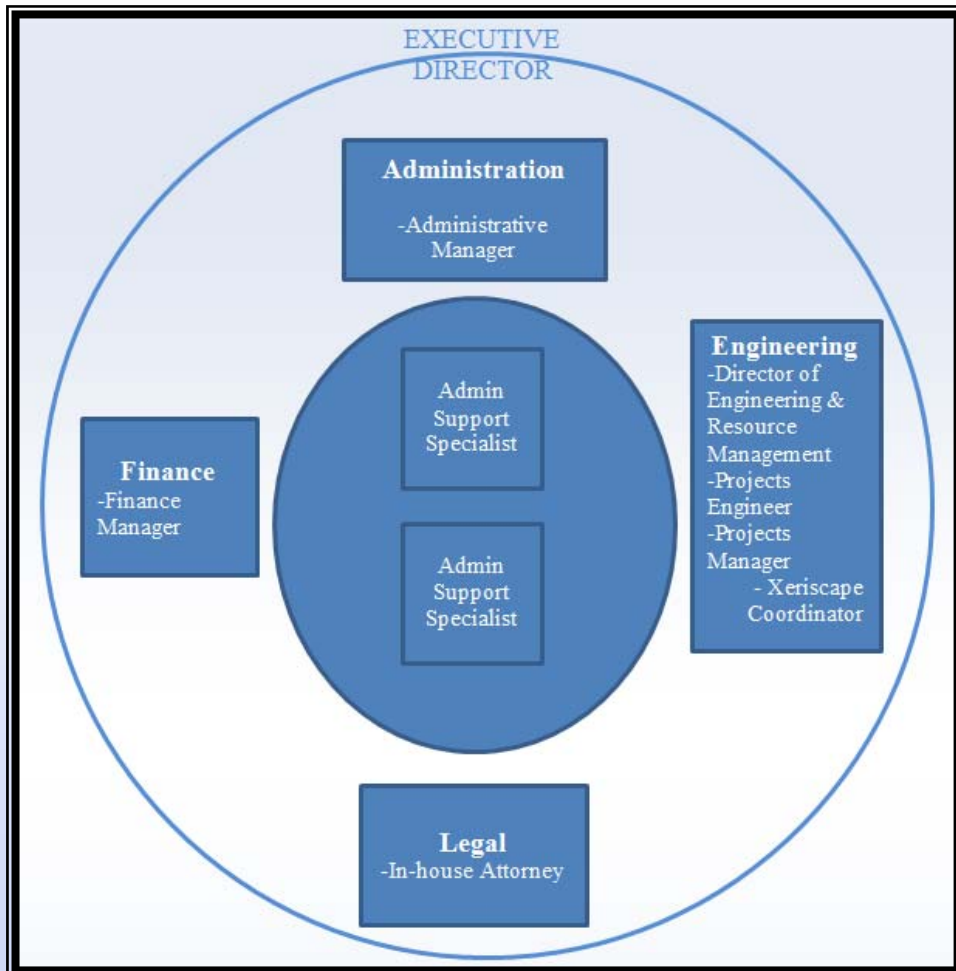 EXECUTIVE
DIRECTOR
Administration
-Administrative
Manager
Engineering
-Director of
Engineering &
Resource
Management
-Projects
Engineer
-Projects
Manager
- Xeriscape
Coordinator
Admin
Support
Specialist
Finance
-Finance
Manager
Admin
Support
Specialist
Legal
-In-house Attorney